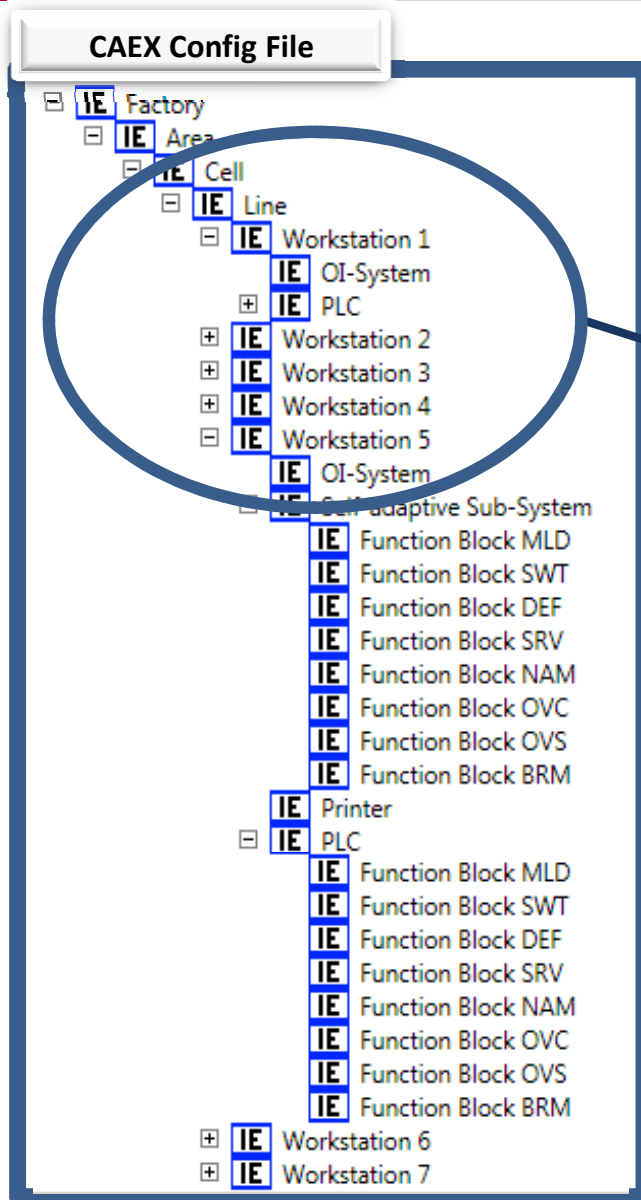 CAEX Config File
IE Factory
IE Area
IE Cell
IE Line
IE Workstation 1
IE OI-System
IE PLC
IE Workstation 2
IE Workstation 3
IE Workstation 4
IE Workstation 5
IE OI-System
IE Self-adaptive Sub-System
IE Function Block MLD
IE Function Block SWT
IE Function Block DEF
IE Function Block SRV
IE Function Block NAM
IE Function Block OVC
IE Function Block OVS
IE Function Block BRM
IE Printer
IE PLC
IE Function Block MLD
IE Function Block SWT
IE Function Block DEF
IE Function Block SRV
IE Function Block NAM
IE Function Block OVC
IE Function Block OVS
IE Function Block BRM
IE Workstation 6
IE Workstation 7